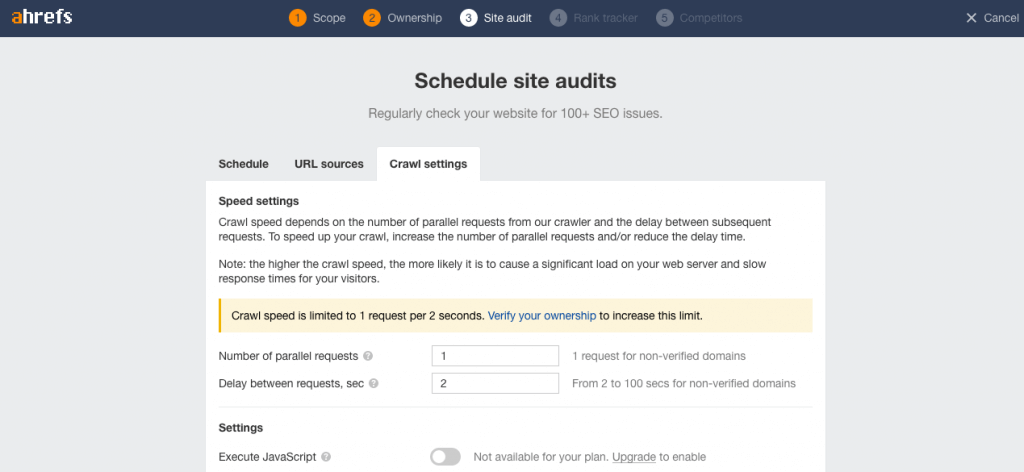 ahrefs
1 Scope 2 Ownership 3 Site audit 4 Rank tracker 5 Competitors
Cancel
Schedule site audits
Regularly check your website for 100+ SEO issues.
Schedule URL sources Crawl settings
Speed settings
Crawl speed depends on the number of parallel requests from our crawler and the delay between subsequent
requests. To speed up your crawl, increase the number of parallel requests and/or reduce the delay time.
Note: the higher the crawl speed, the more likely it is to cause a significant load on your web server and slow
response times for your visitors.
Crawl speed is limited to 1 request per 2 seconds. Verify your ownership to increase this limit.
Number of parallel requests ? 1 1 request for non-verified domains
Delay between requests, sec ? 2 From 2 to 100 secs for non-verified domains
Settings
Execute JavaScript ? Not available for your plan. Upgrade to enable